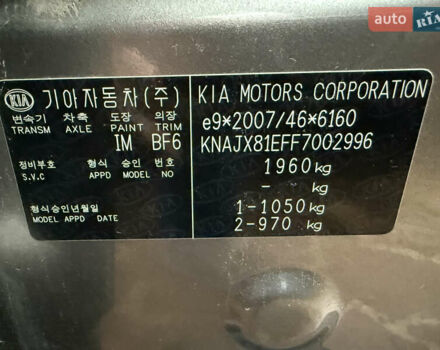 auto RIA
KIA 기아자동차(주)
변속기 차축 도장 의장
TRANSM AXLE PAINT TRIM
IM BF6
정비부호 형식 승인 번호
S.V.C APPD MODEL NO
형식승인년월일
MODEL APPD DATE
KIA MOTORS CORPORATION
e9*2007/46*6160
KNAJX81EFF7002996
1960 kg
- kg
1-1050 kg
2-970 kg